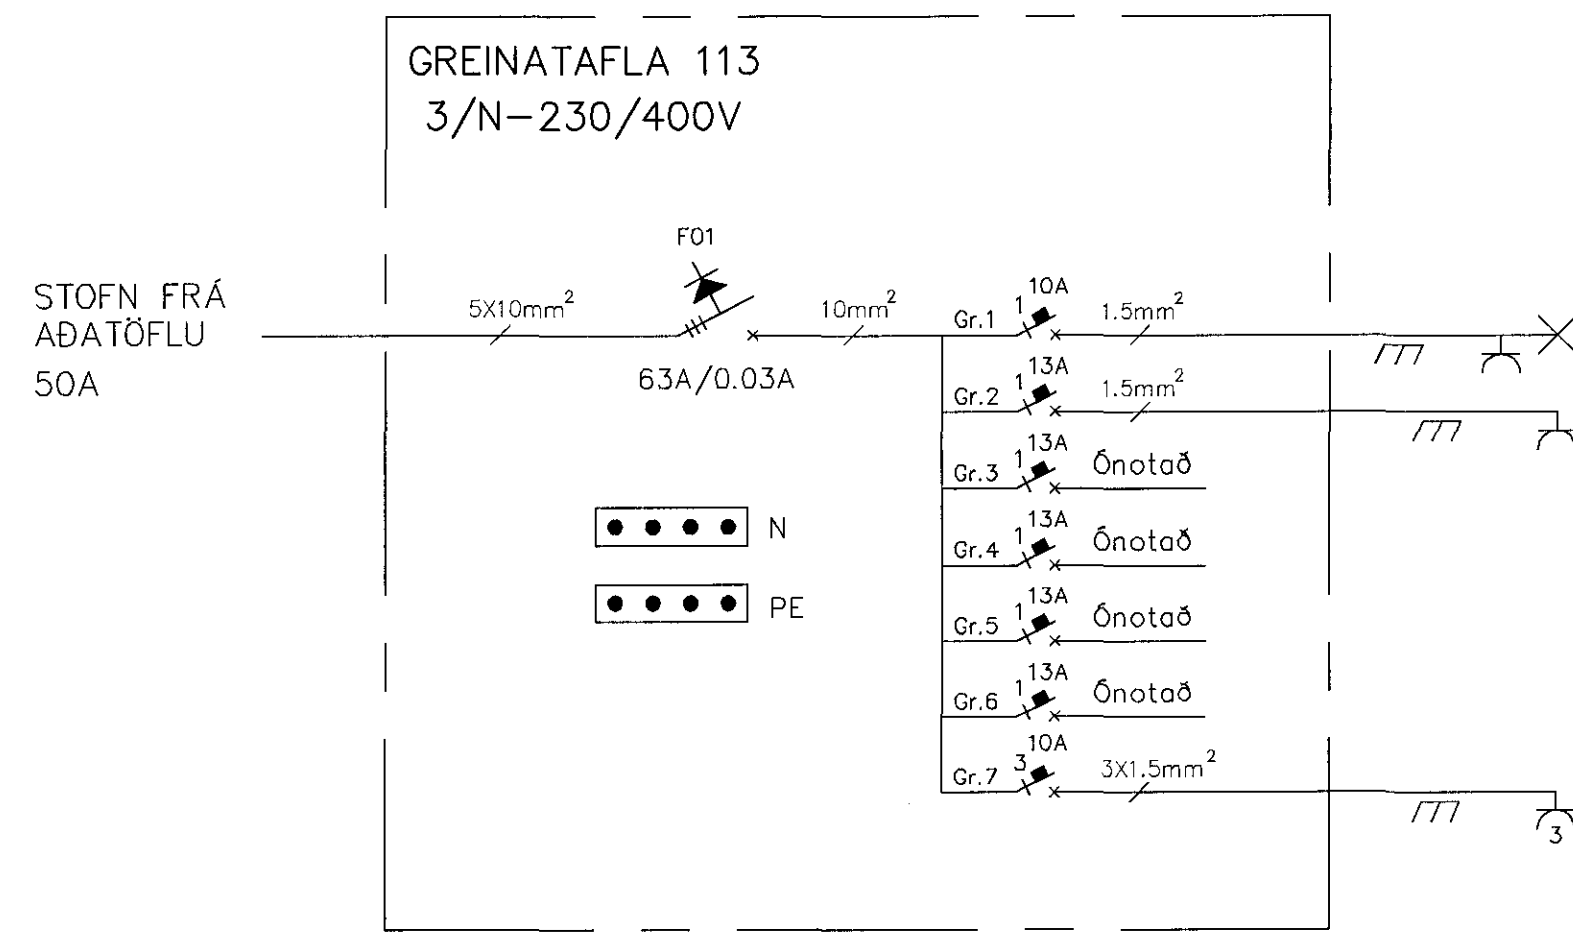 GREINATAFLA 113
3/N-230/400V
STOFN FRÁ
AÐATÖFLU
50A
5X10mm²
F01
63A/0.03A
10mm²
Gr.1 1 10A 1.5mm²
Gr.2 1 13A 1.5mm²
Gr.3 1 13A Ónotað
Gr.4 1 13A Ónotað
Gr.5 1 13A Ónotað
Gr.6 1 13A Ónotað
Gr.7 3 10A 3X1.5mm²
3
N
PE